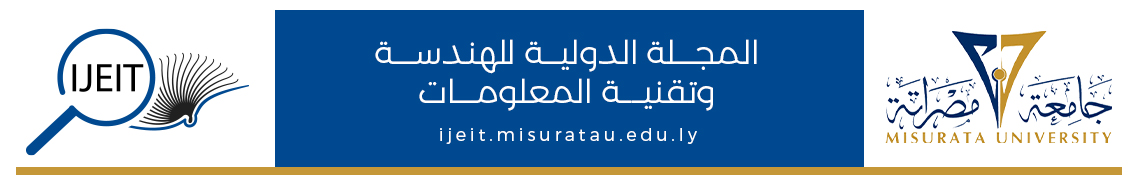 IJEIT
المجلة الدولية للهندسة
وتقنية المعلومات
ijeit.misuratau.edu.ly
جامعة مصراتة
MISURATA UNIVERSITY